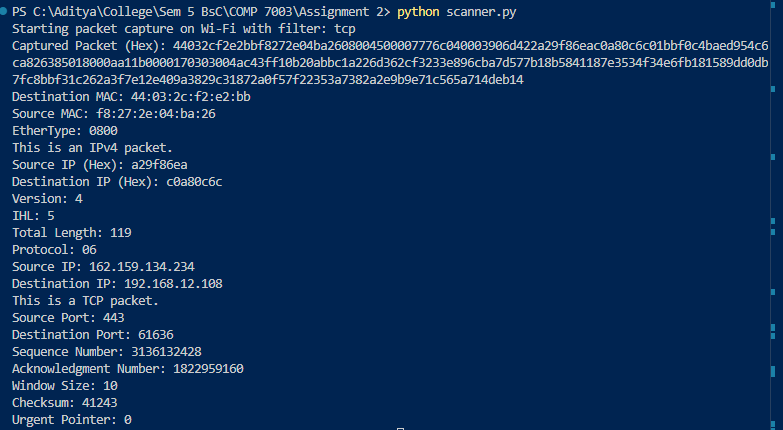 PS C:\Aditya\College\Sem 5 BsC\COMP 7003\Assignment 2> python scanner.py
Starting packet capture on Wi-Fi with filter: tcp
Captured Packet (Hex): 44032cf2e2bbf8272e04ba2608004500007776c040003906d422a29f86eac0a80c6c01bbf0c4baed954c6
ca826385018000aa11b0000170303004ac43ff10b20abbc1a226d362cf3233e896cba7d577b18b5841187e3534f34e6fb181589dd0db
7fc8bbf31c262a3f7e12e409a3829c31872a0f57f22353a7382a2e9b9e71c565a714deb14
Destination MAC: 44:03:2c:f2:e2:bb
Source MAC: f8:27:2e:04:ba:26
EtherType: 0800
This is an IPv4 packet.
Source IP (Hex): a29f86ea
Destination IP (Hex): c0a80c6c
Version: 4
IHL: 5
Total Length: 119
Protocol: 06
Source IP: 162.159.134.234
Destination IP: 192.168.12.108
This is a TCP packet.
Source Port: 443
Destination Port: 61636
Sequence Number: 3136132428
Acknowledgment Number: 1822959160
Window Size: 10
Checksum: 41243
Urgent Pointer: 0